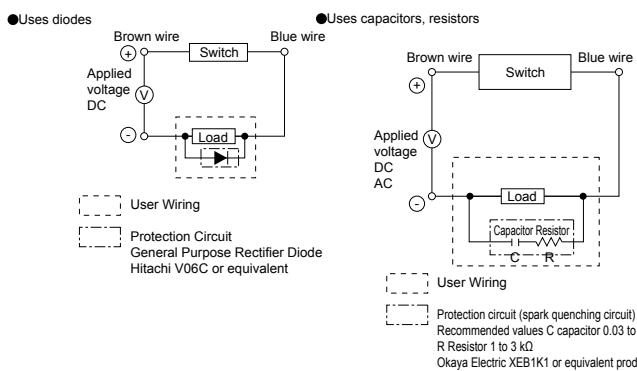 ●Uses diodes
Brown wire
Blue wire
Switch
+
Applied
voltage
DC
V
-
Load
User Wiring
Protection Circuit
General Purpose Rectifier Diode
Hitachi V06C or equivalent
●Uses capacitors, resistors
Brown wire
Blue wire
Switch
+
Applied
voltage
DC
AC
V
-
Load
Capacitor Resistor
C R
User Wiring
Protection circuit (spark quenching circuit)
Recommended values C capacitor 0.03 to
R Resistor 1 to 3 kΩ
Okaya Electric XEB1K1 or equivalent prod